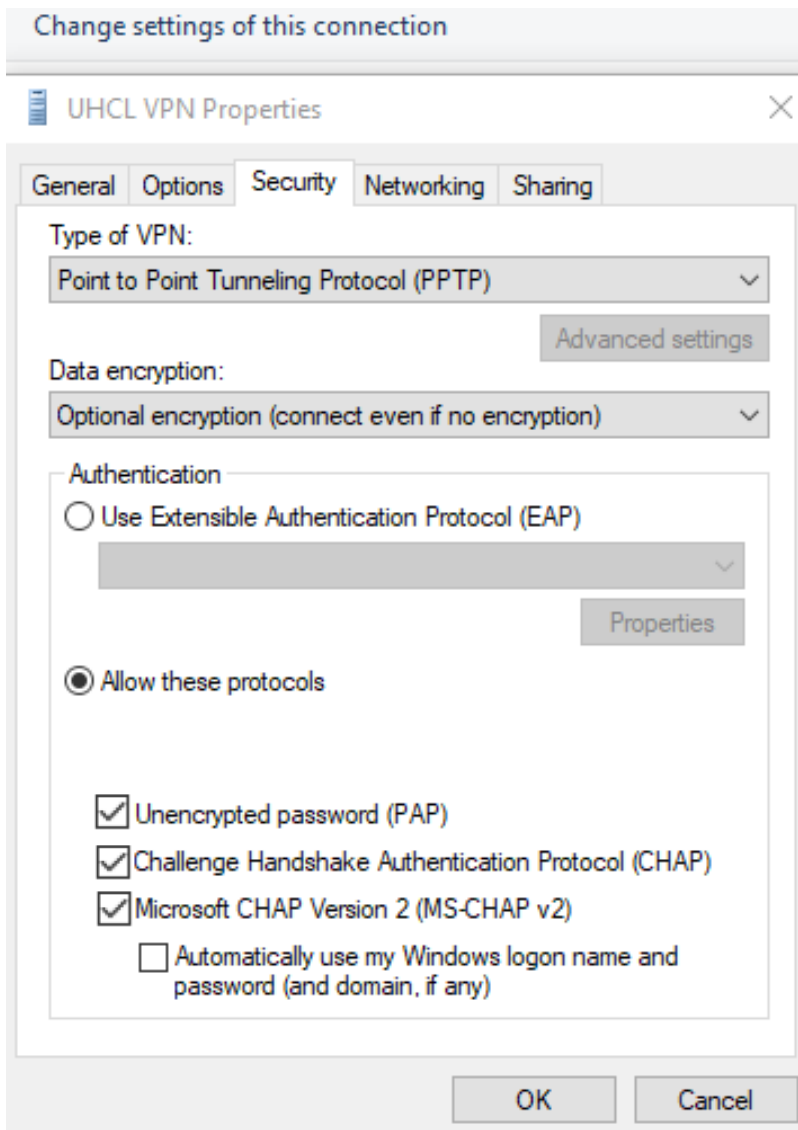 Change settings of this connection
UHCL VPN Properties
General Options Security Networking Sharing
Type of VPN:
Point to Point Tunneling Protocol (PPTP)
Advanced settings
Data encryption:
Optional encryption (connect even if no encryption)
Authentication
Use Extensible Authentication Protocol (EAP)
Properties
Allow these protocols
Unencrypted password (PAP)
Challenge Handshake Authentication Protocol (CHAP)
Microsoft CHAP Version 2 (MS-CHAP v2)
Automatically use my Windows logon name and
password (and domain, if any)
OK Cancel